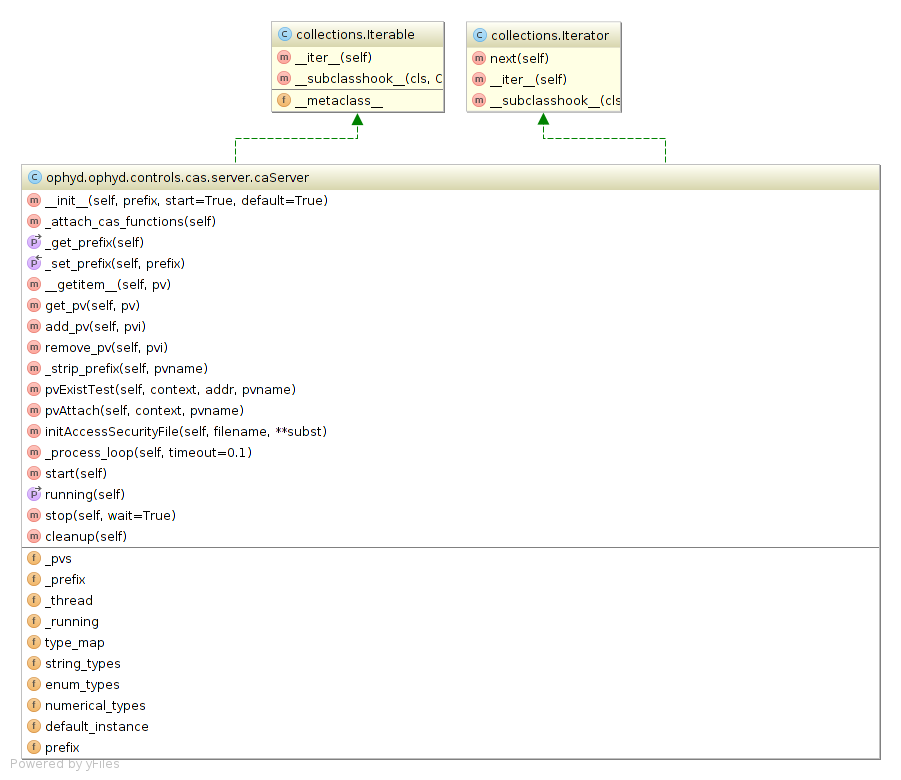 collections.Iterable
__iter__(self)
__subclasshook__(cls, C
__metaclass__
collections.Iterator
next(self)
__iter__(self)
__subclasshook__(cls
ophyd.ophyd.controls.cas.server.caServer
__init__(self, prefix, start=True, default=True)
_attach_cas_functions(self)
_get_prefix(self)
_set_prefix(self, prefix)
__getitem__(self, pv)
get_pv(self, pv)
add_pv(self, pvi)
remove_pv(self, pvi)
_strip_prefix(self, pvname)
pvExistTest(self, context, addr, pvname)
pvAttach(self, context, pvname)
initAccessSecurityFile(self, filename, **subst)
_process_loop(self, timeout=0.1)
start(self)
running(self)
stop(self, wait=True)
cleanup(self)
_pvs
_prefix
_thread
_running
type_map
string_types
enum_types
numerical_types
default_instance
prefix
Powered by yFiles